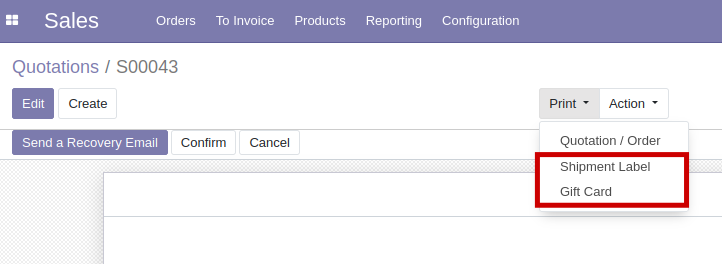 Sales Orders To Invoice Products Reporting Configuration
Quotations / S00043
Edit Create Print Action
Send a Recovery Email Confirm Cancel
Quotation / Order
Shipment Label
Gift Card